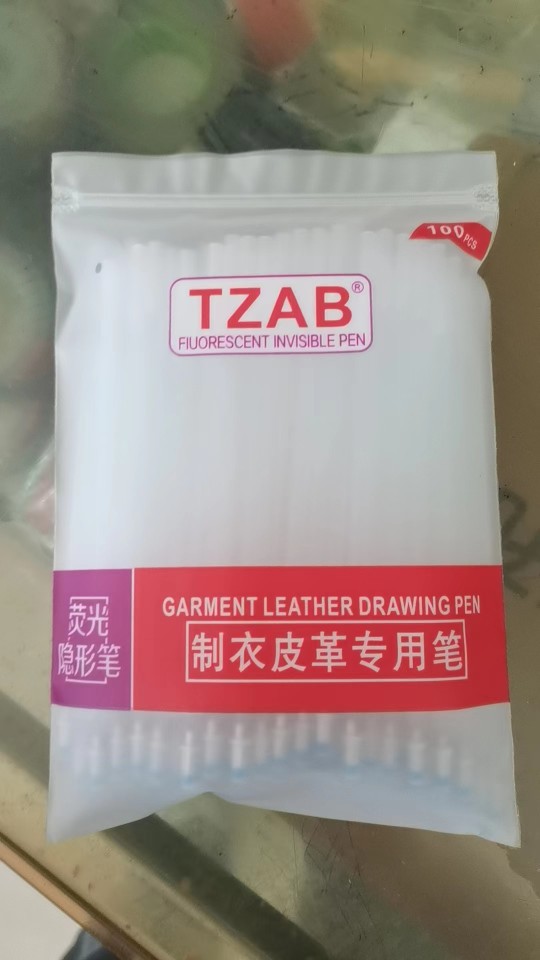 100 PCS
TZAB®
FIUORESCENT INVISIBLE PEN
荧光
隐形笔
GARMENT LEATHER DRAWING PEN
制衣皮革专用笔